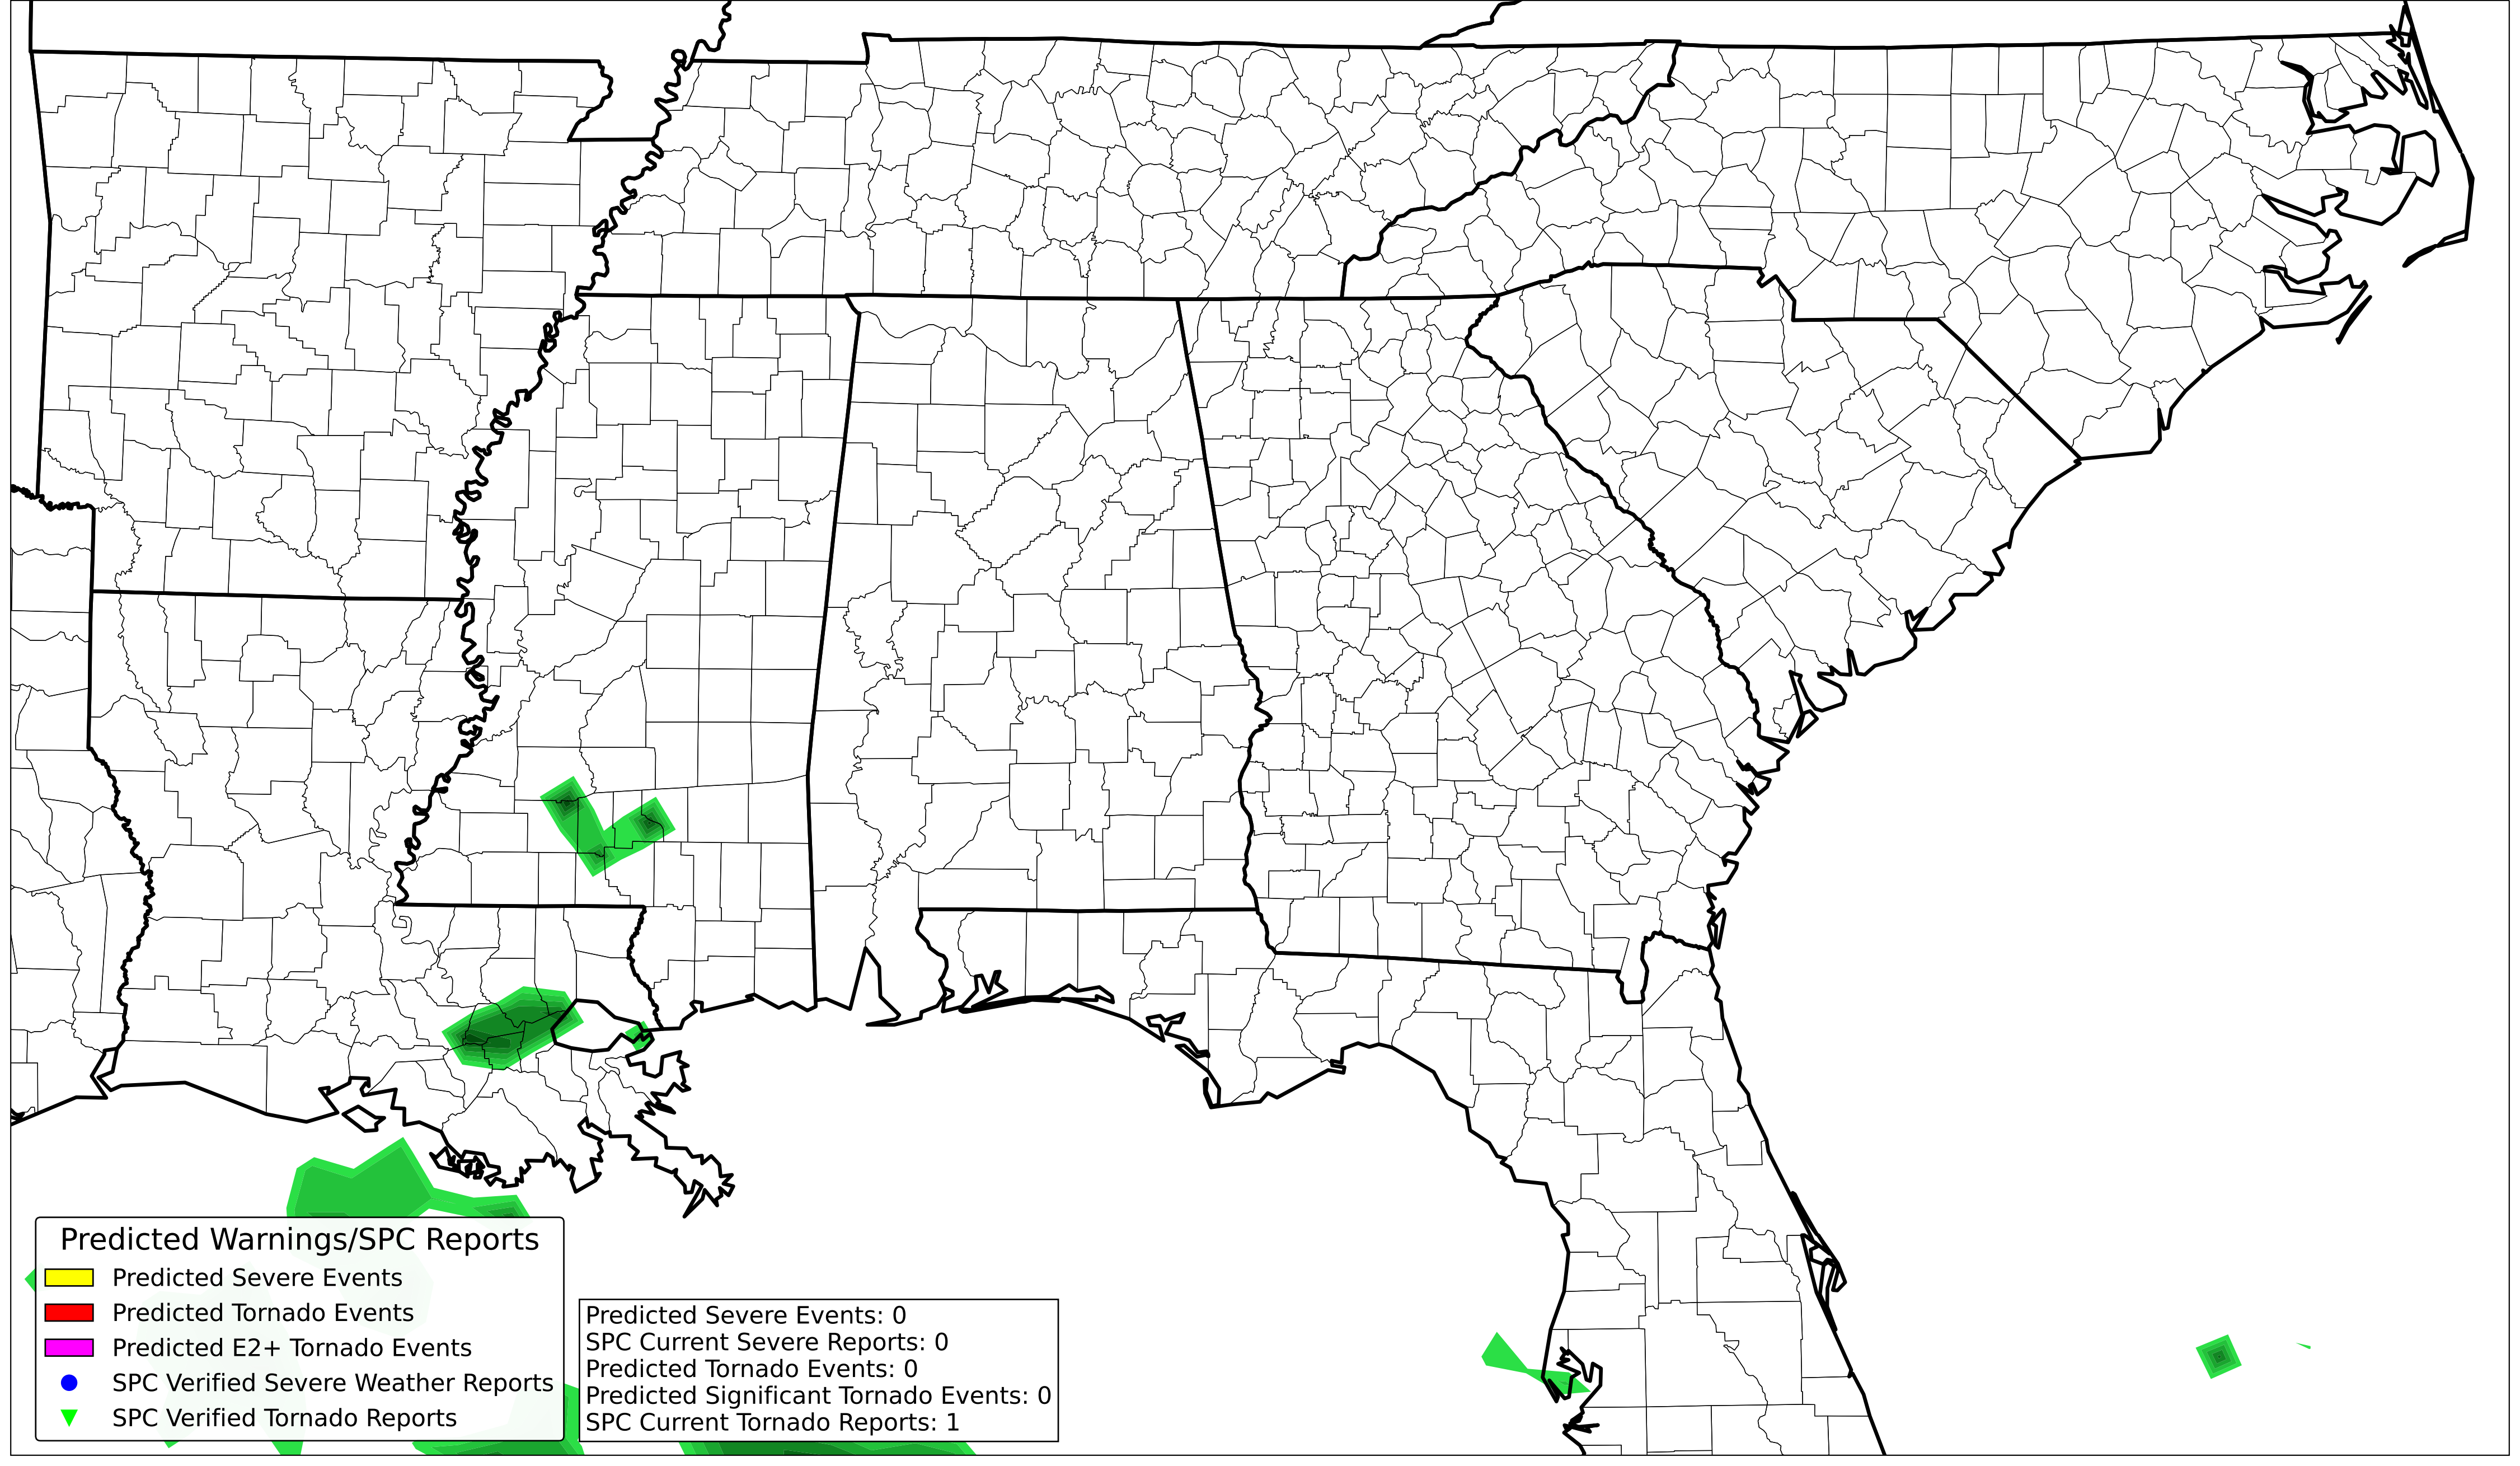 Predicted Warnings/SPC Reports
Predicted Severe Events
Predicted Tornado Events
Predicted E2+ Tornado Events
SPC Verified Severe Weather Reports
SPC Verified Tornado Reports
Predicted Severe Events: 0
SPC Current Severe Reports: 0
Predicted Tornado Events: 0
Predicted Significant Tornado Events: 0
SPC Current Tornado Reports: 1